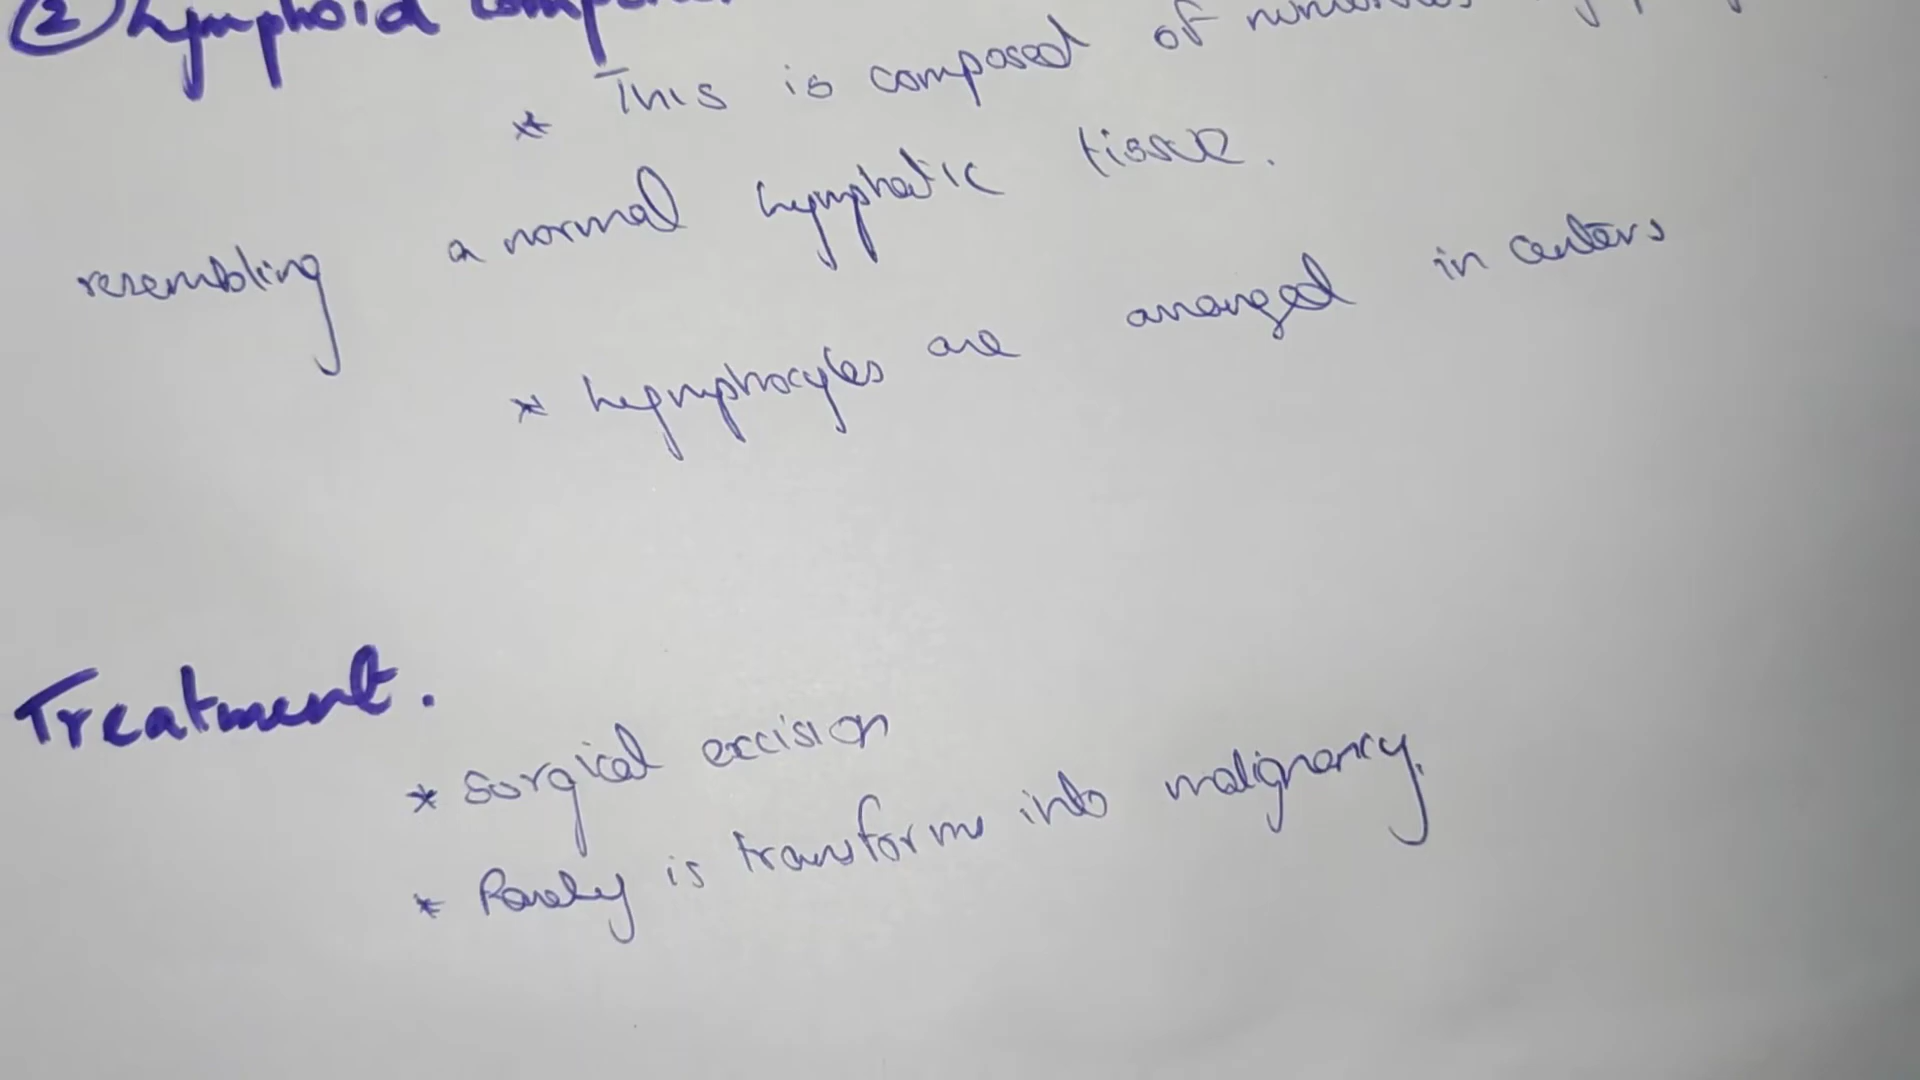 ② Lymphoid
* This is composed of
resembling a normal lymphatic tissue.
* Lymphocytes are arranged in centers
Treatment.
* Surgical excision
* Rarely is transforms into malignancy.